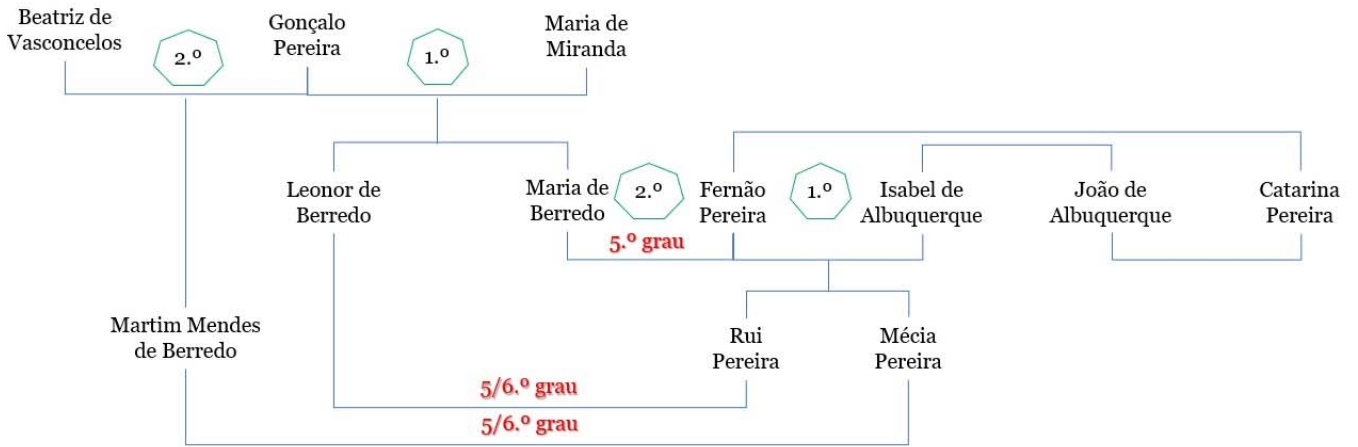 Beatriz de
Vasconcelos
2.º
Gonçalo
Pereira
1.º
Maria de
Miranda
Leonor de
Berredo
Maria de
Berredo
2.º
Fernão
Pereira
1.º
Isabel de
Albuquerque
João de
Albuquerque
Catarina
Pereira
5.º grau
Martim Mendes
de Berredo
Rui
Pereira
Mécia
Pereira
5/6.º grau
5/6.º grau